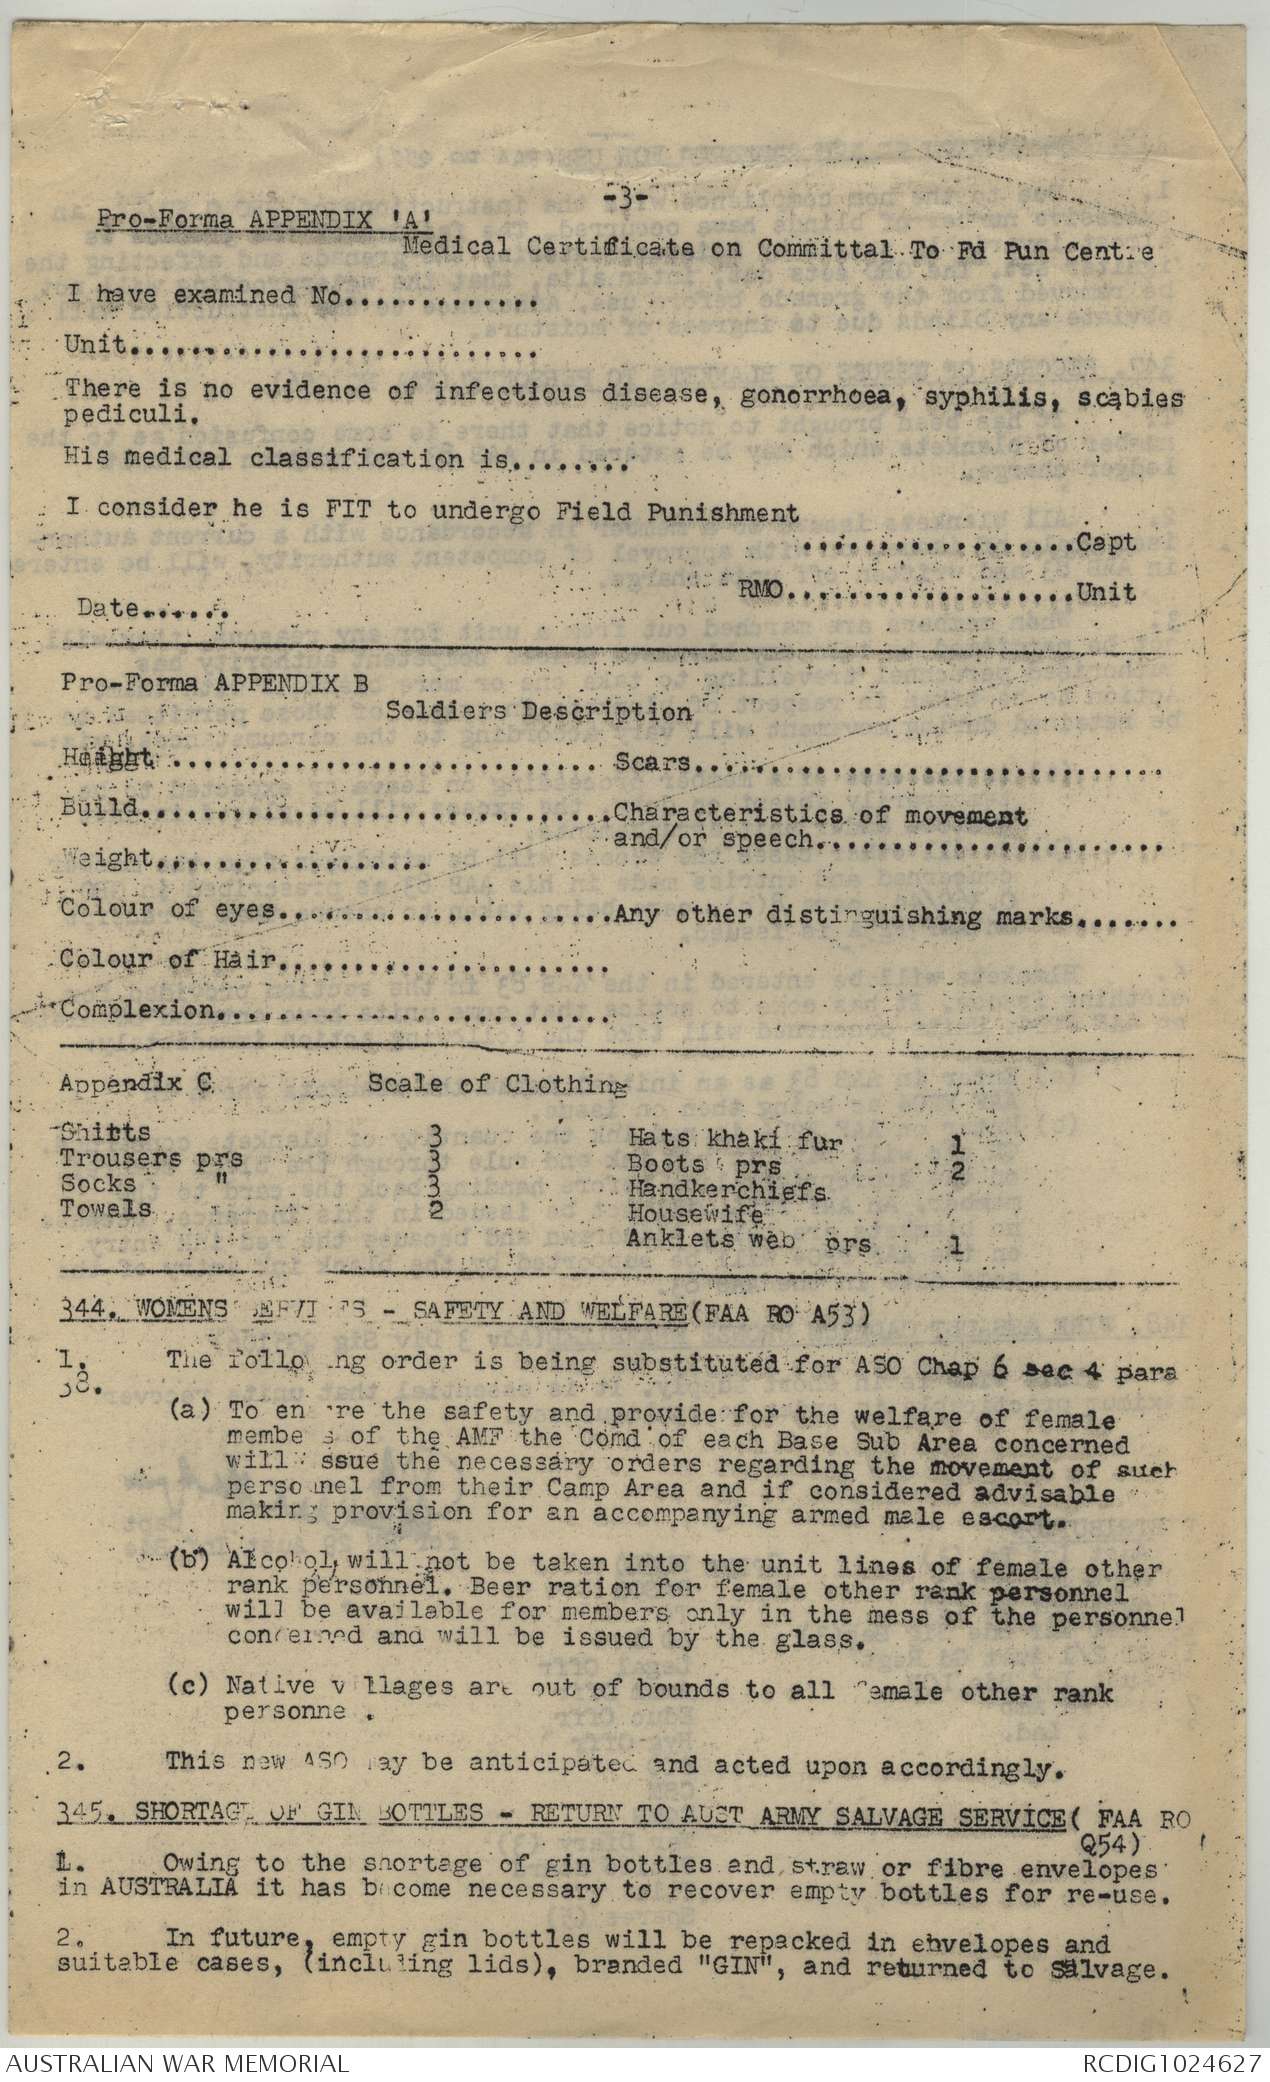 -3-
Pro-Forma APPENDIX 'A'
Medical Certificate on Committal To Fd Pun Centre
I have examined No.............
Unit...........................
There is no evidence of infectious disease, gonorrhoea, syphilis, scabies
pediculi.
His medical classification is........
I consider he is FIT to undergo Field Punishment
..................Capt
RMO...................Unit
Date......
Pro-Forma APPENDIX B
Soldiers Description
Height ............................ Scars...............................
Build...............................Characteristics of movement
and/or speech.......................
Weight..................
Colour of eyes......................Any other distinguishing marks.......
Colour of Hair......................
Complexion..........................
Appendix C Scale of Clothing
Shirts 3 Hats khaki fur 1
Trousers prs 3 Boots prs 2
Socks " 3 Handkerchiefs
Towels 2 Housewife
Anklets web prs 1
344. WOMENS SERVICES - SAFETY AND WELFARE(FAA RO A53)
1. The following order is being substituted for ASO Chap 6 sec 4 para
38.
(a) To ensure the safety and provide for the welfare of female
members of the AMF the Comd of each Base Sub Area concerned
will issue the necessary orders regarding the movement of such
personnel from their Camp Area and if considered advisable
making provision for an accompanying armed male escort.
(b) Alcohol will not be taken into the unit lines of female other
rank personnel. Beer ration for female other rank personnel
will be available for members only in the mess of the personnel
concerned and will be issued by the glass.
(c) Native villages are out of bounds to all female other rank
personnel.
2. This new ASO may be anticipated and acted upon accordingly.
345. SHORTAGE OF GIN BOTTLES - RETURN TO AUST ARMY SALVAGE SERVICE( FAA RO
Q54)
1. Owing to the shortage of gin bottles and straw or fibre envelopes
in AUSTRALIA it has become necessary to recover empty bottles for re-use.
2. In future, empty gin bottles will be repacked in envelopes and
suitable cases, (including lids), branded "GIN", and returned to Salvage.
AUSTRALIAN WAR MEMORIAL RCDIG1024627